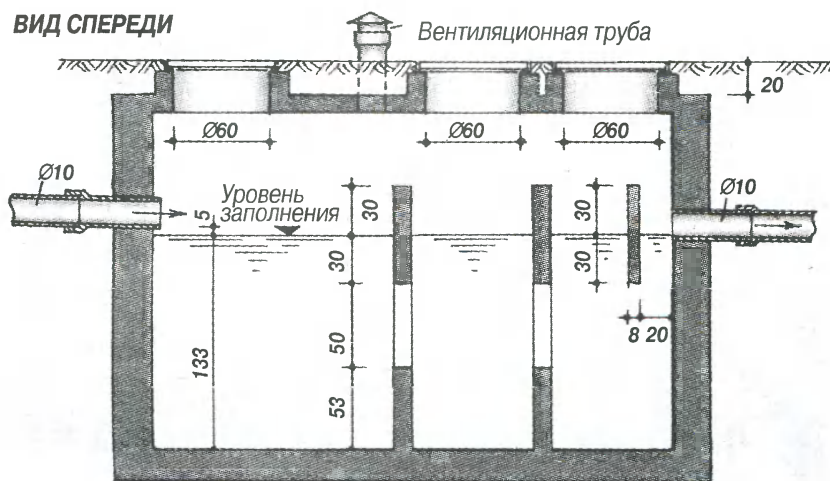 ВИД СПЕРЕДИ
Вентиляционная труба
20
Ø60
Ø60
Ø60
Ø10
Ø10
Уровень
заполнения
5
30
30
30
30
8 20
133
50
53